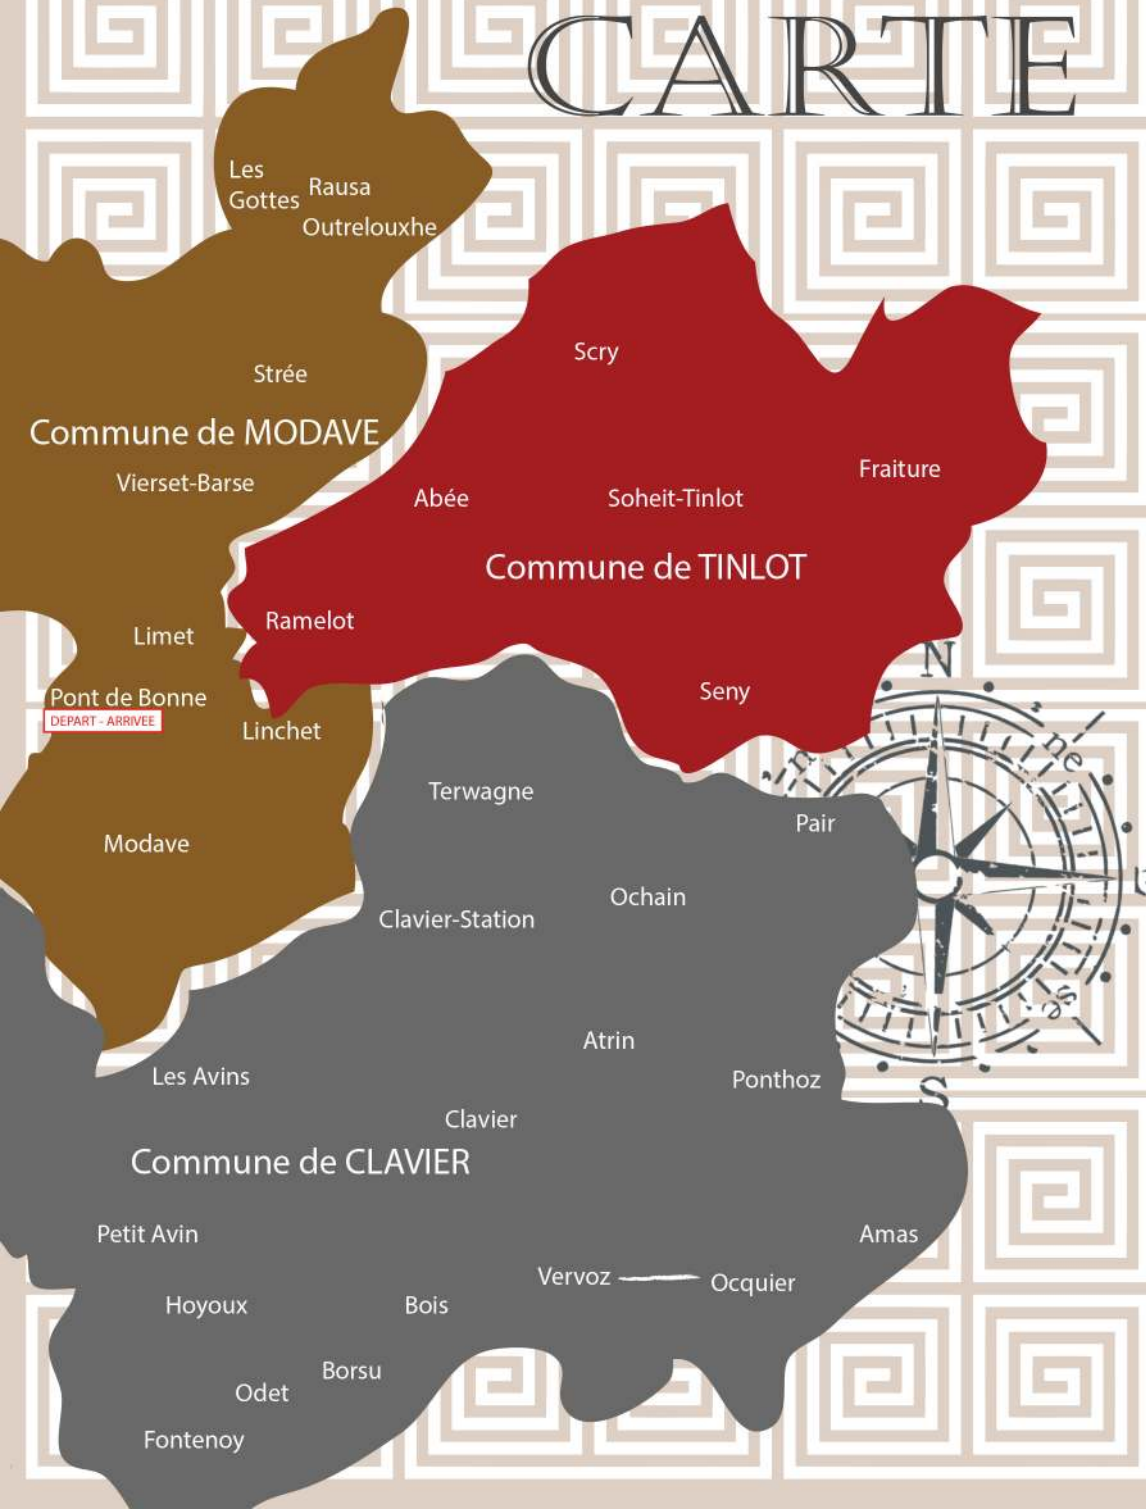 CARTE
Les
Gottes
Rausa
Outrelouxhe
Strée
Commune de MODAVE
Vierset-Barse
Limet
Pont de Bonne
DEPART - ARRIVEE
Linchet
Modave
Scry
Fraiture
Abée
Soheit-Tinlot
Commune de TINLOT
Ramelot
Seny
N
ne
se
S
Terwagne
Pair
Ochain
Clavier-Station
Atrin
Les Avins
Ponthoz
Clavier
Commune de CLAVIER
Petit Avin
Amas
Vervoz
Ocquier
Hoyoux
Bois
Borsu
Odet
Fontenoy